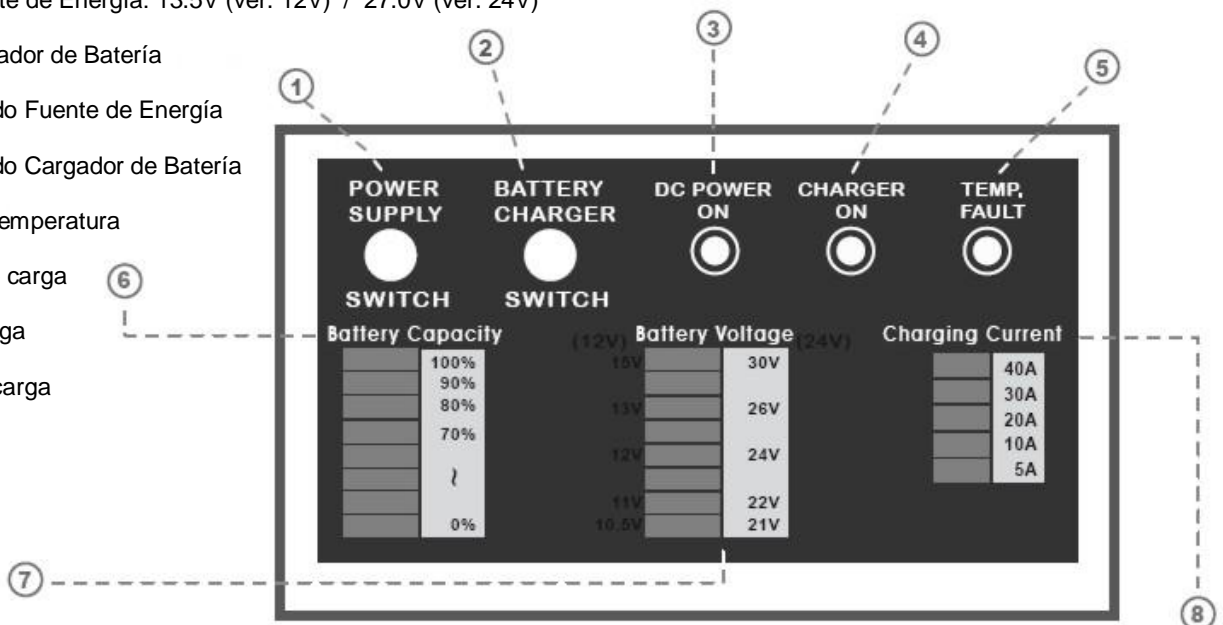 te de Energía: 13.5V (ver. 12V) / 27.0V (ver. 24V)
ador de Batería
do Fuente de Energía
do Cargador de Batería
emperatura
carga
ga
carga
1
2
3
4
5
POWER SUPPLY
SWITCH
BATTERY CHARGER
SWITCH
DC POWER ON
CHARGER ON
TEMP, FAULT
6
Battery Capacity
100%
90%
80%
70%
~
0%
(12V) Battery Voltage (24V)
15V 30V
13V 26V
12V 24V
11V 22V
10.5V 21V
Charging Current
40A
30A
20A
10A
5A
7
8